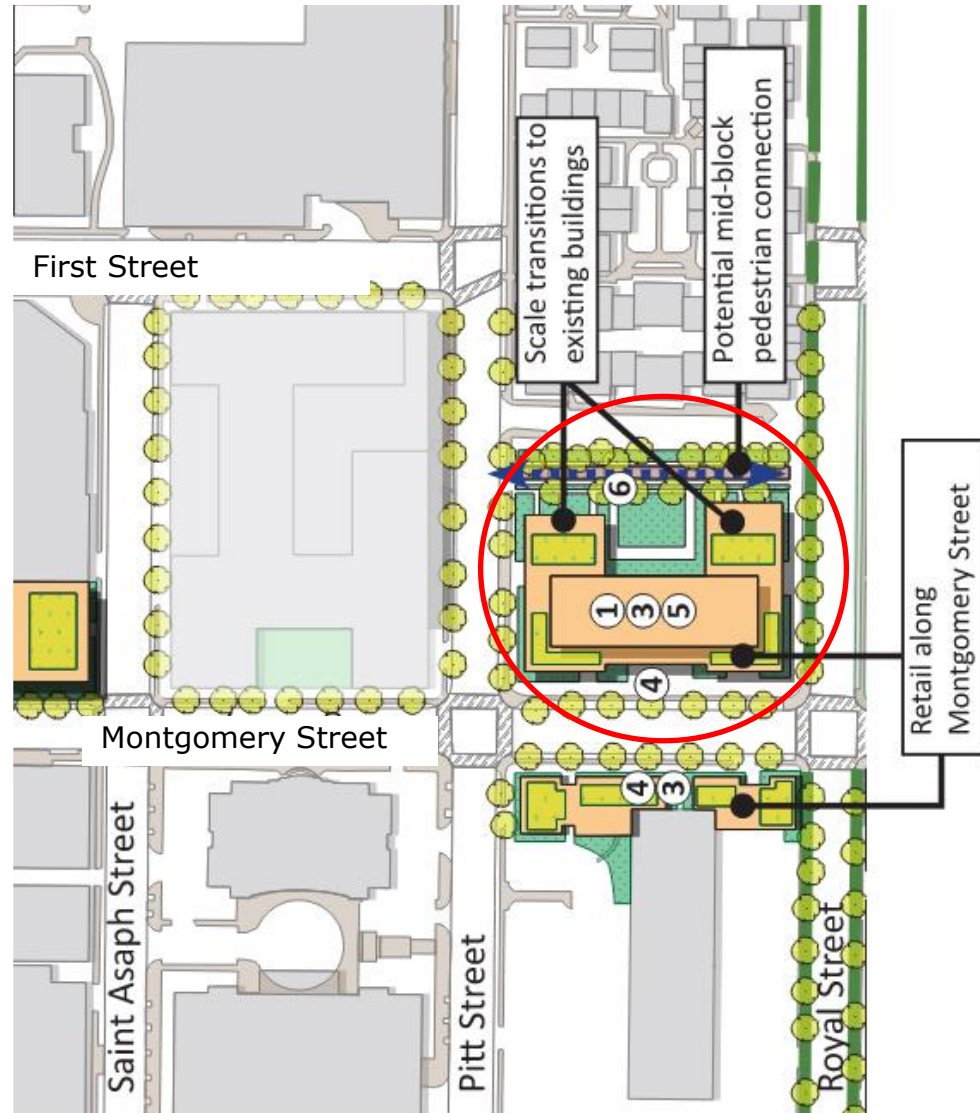 Scale transitions to
existing buildings
Potential mid-block
pedestrian connection
First Street
6
1 3 5
4
Retail along
Montgomery Street
Montgomery Street
4 3
Saint Asaph Street
Pitt Street
Royal Street